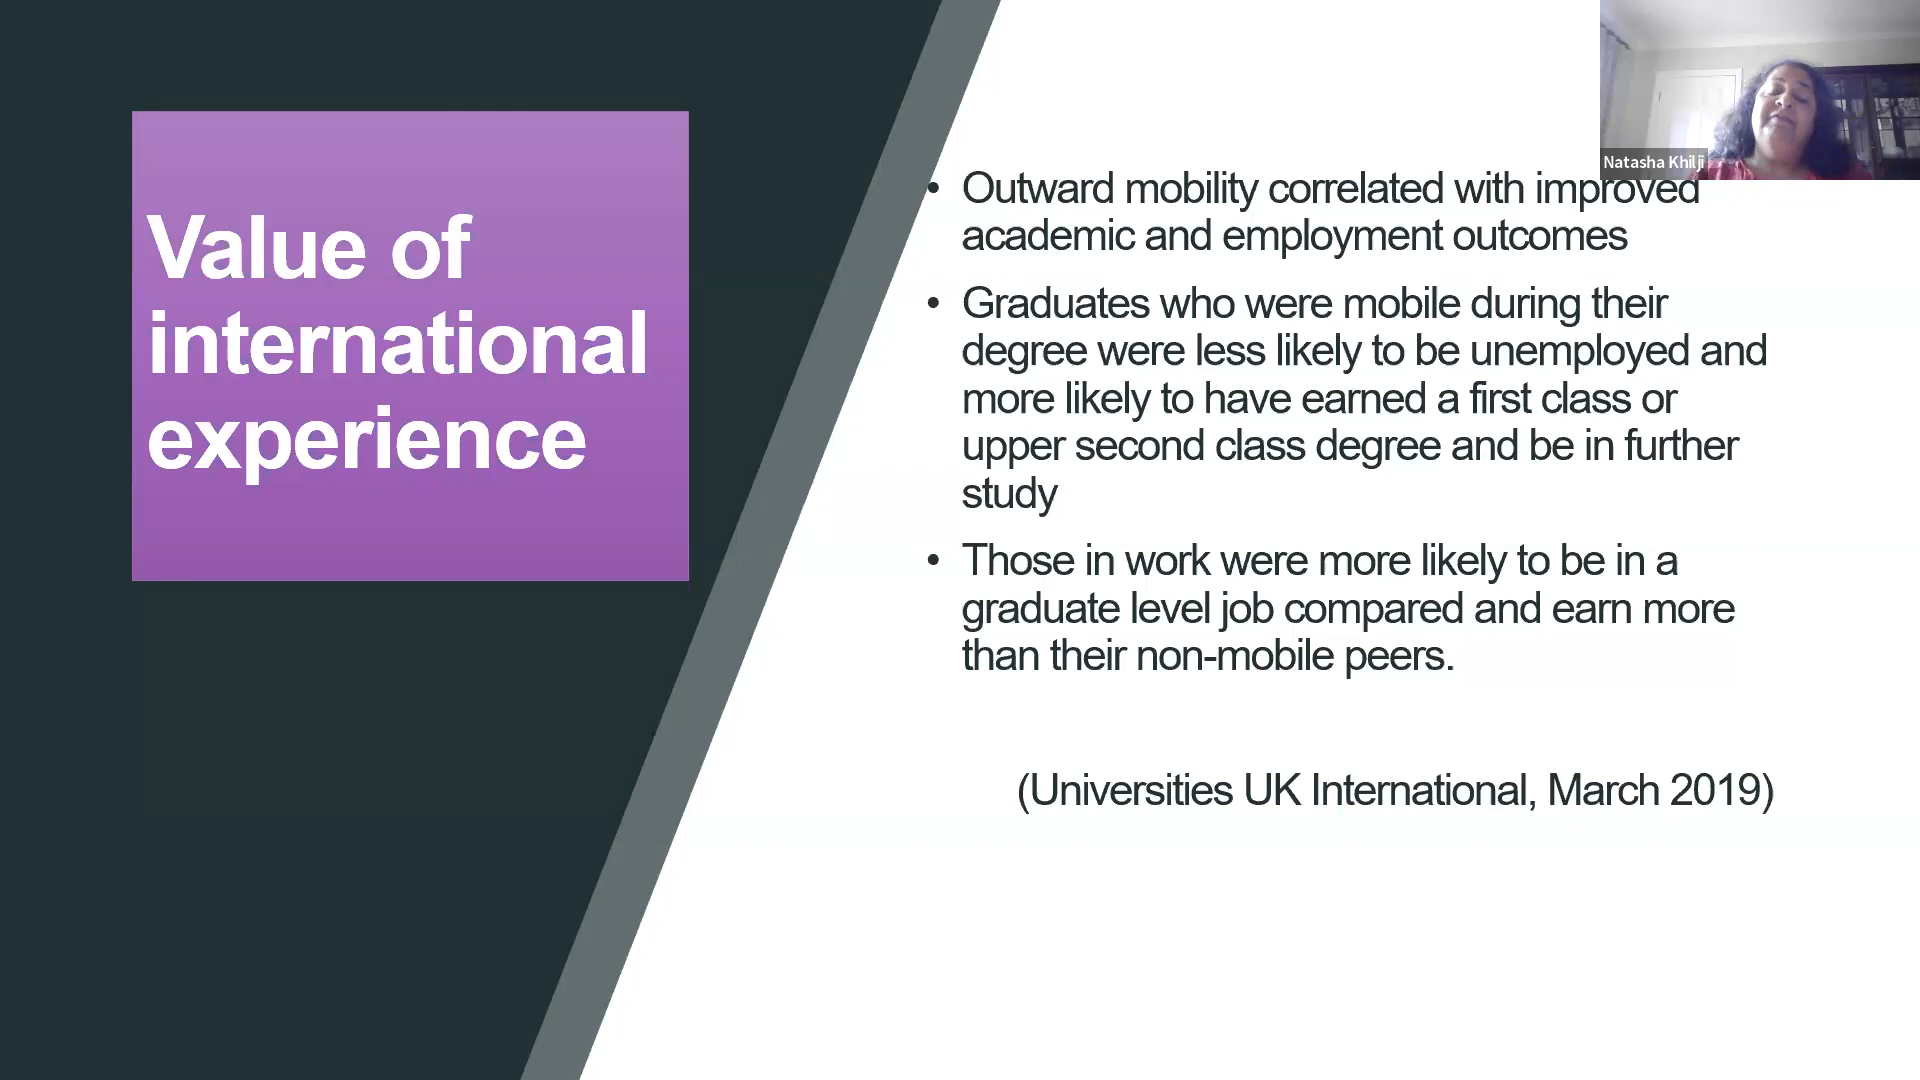 Value of
international
experience
Natasha Khilji
• Outward mobility correlated with improved
academic and employment outcomes
• Graduates who were mobile during their
degree were less likely to be unemployed and
more likely to have earned a first class or
upper second class degree and be in further
study
• Those in work were more likely to be in a
graduate level job compared and earn more
than their non-mobile peers.
(Universities UK International, March 2019)